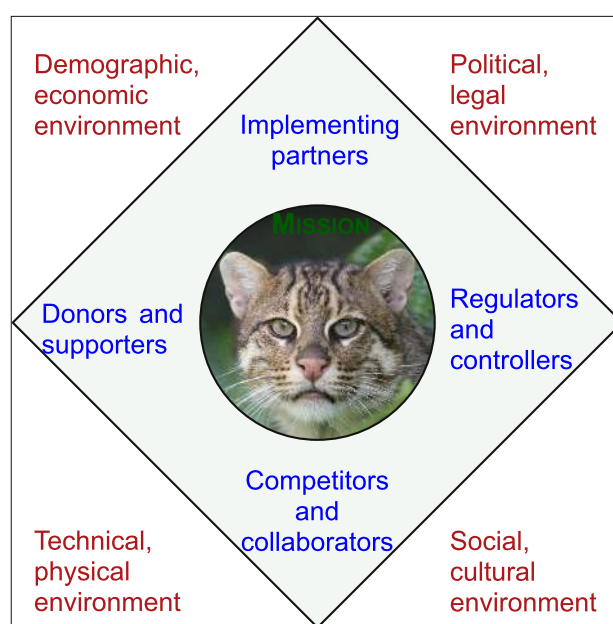 Demographic,
economic
environment
Political,
legal
environment
Implementing
partners
MISSION
Donors and
supporters
Regulators
and
controllers
Competitors
and
collaborators
Technical,
physical
environment
Social,
cultural
environment